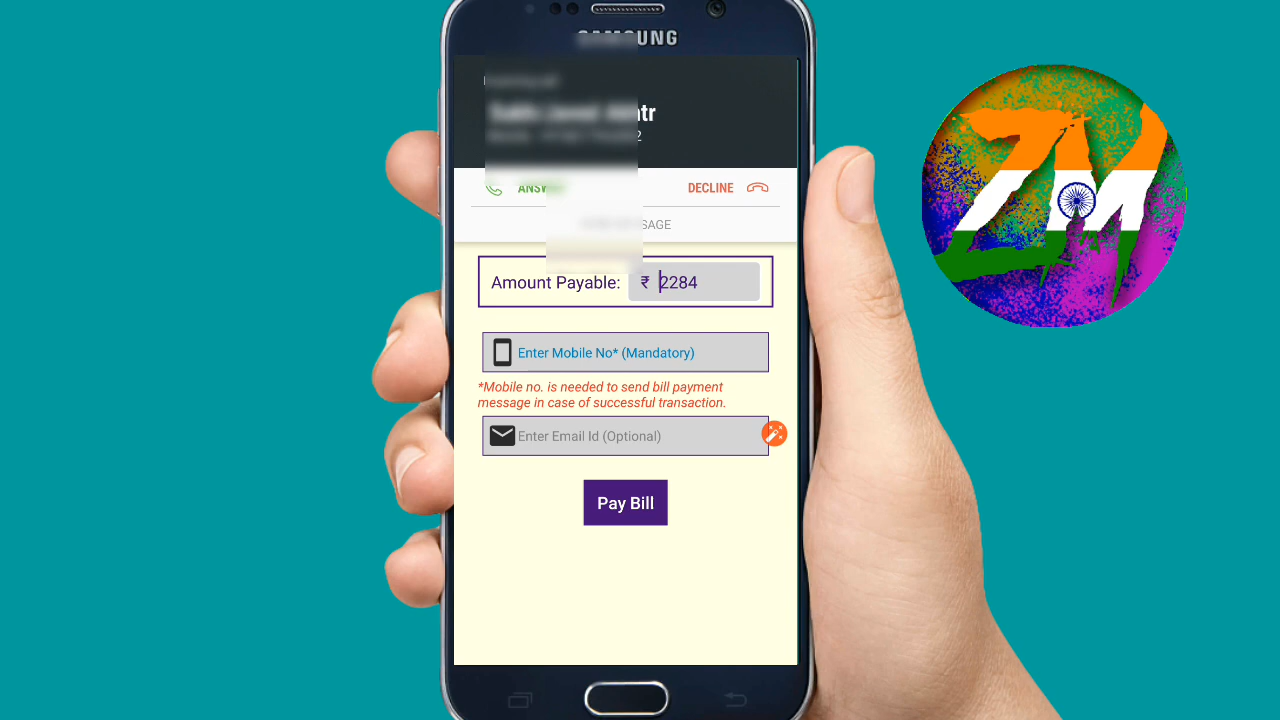 SAMSUNG
DECLINE
Amount Payable: ₹ 2284
Enter Mobile No* (Mandatory)
*Mobile no. is needed to send bill payment
message in case of successful transaction.
Enter Email Id (Optional)
Pay Bill
ZM